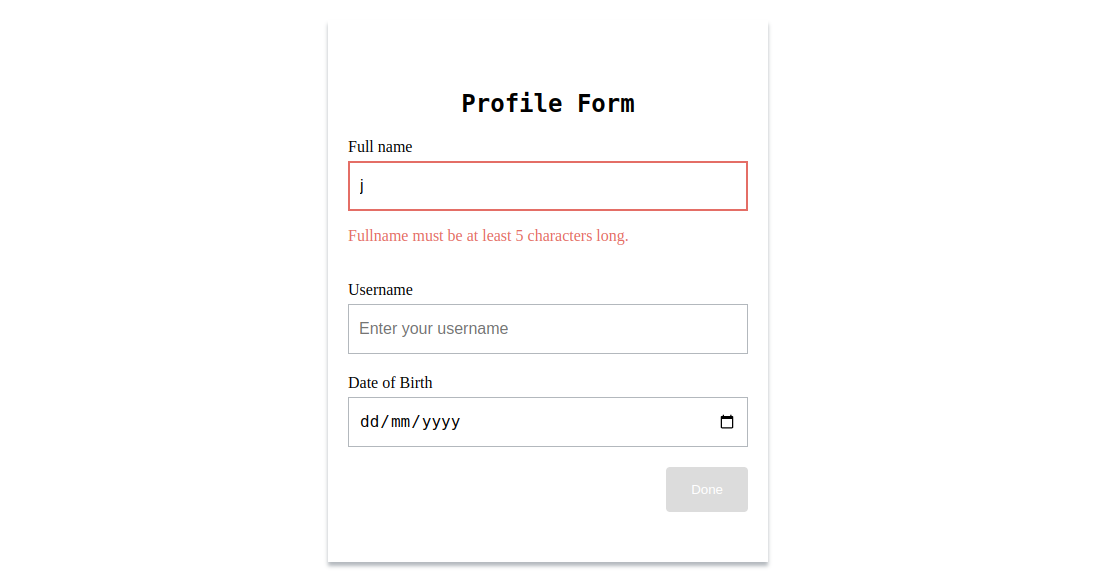 Profile Form
Full name
j
Fullname must be at least 5 characters long.
Username
Enter your username
Date of Birth
dd/mm/yyyy
Done